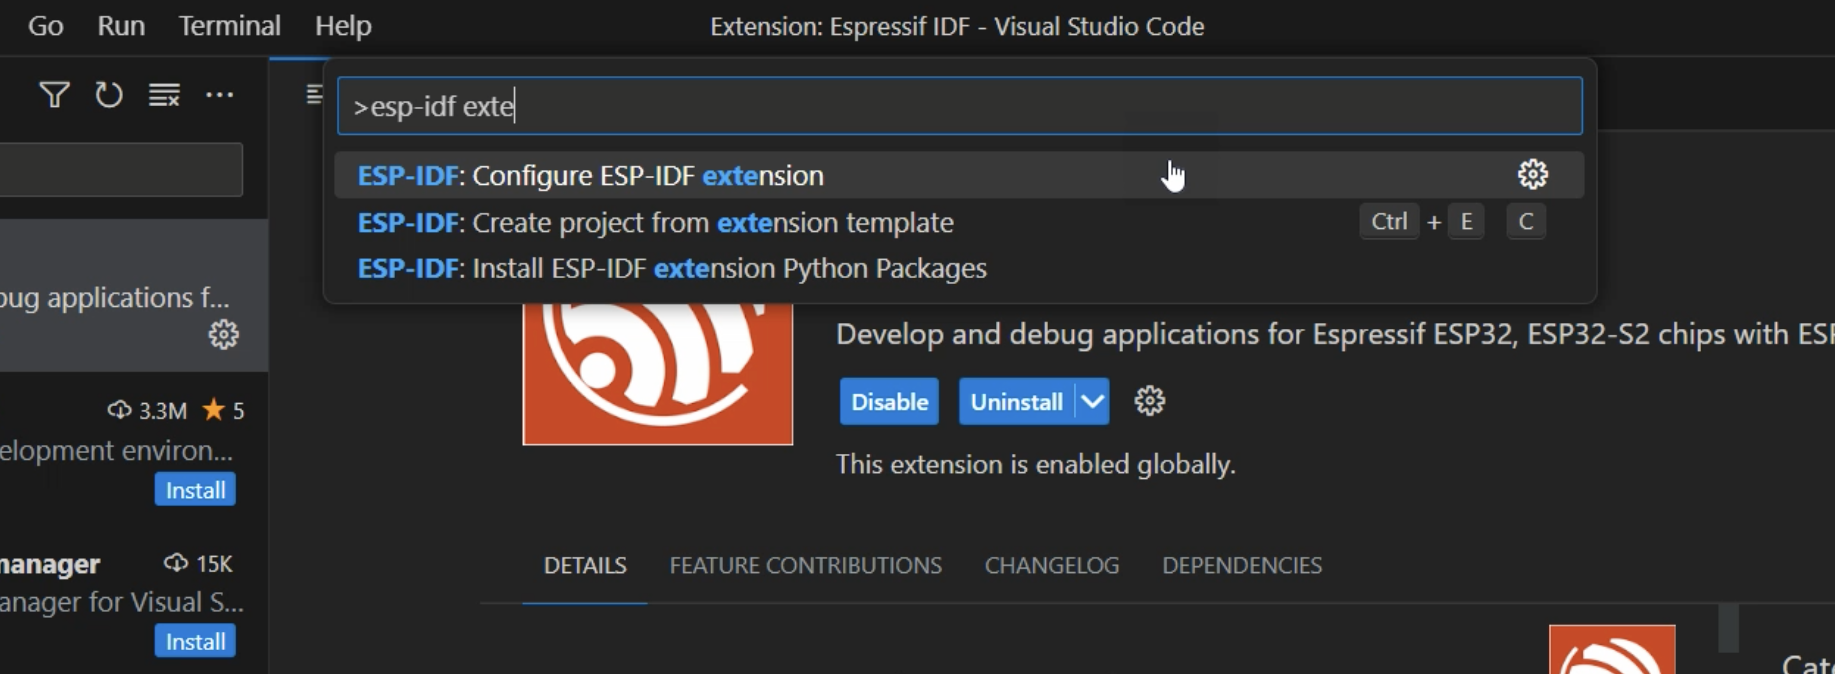 Go Run Terminal Help
Extension: Espressif IDF - Visual Studio Code
>esp-idf exte
ESP-IDF: Configure ESP-IDF extension
ESP-IDF: Create project from extension template Ctrl + E C
ESP-IDF: Install ESP-IDF extension Python Packages
bug applications f...
3.3M 5
elopment environ...
Install
manager 15K
anager for Visual S...
Install
Develop and debug applications for Espressif ESP32, ESP32-S2 chips with ESP
Disable Uninstall
This extension is enabled globally.
DETAILS FEATURE CONTRIBUTIONS CHANGELOG DEPENDENCIES
Cate